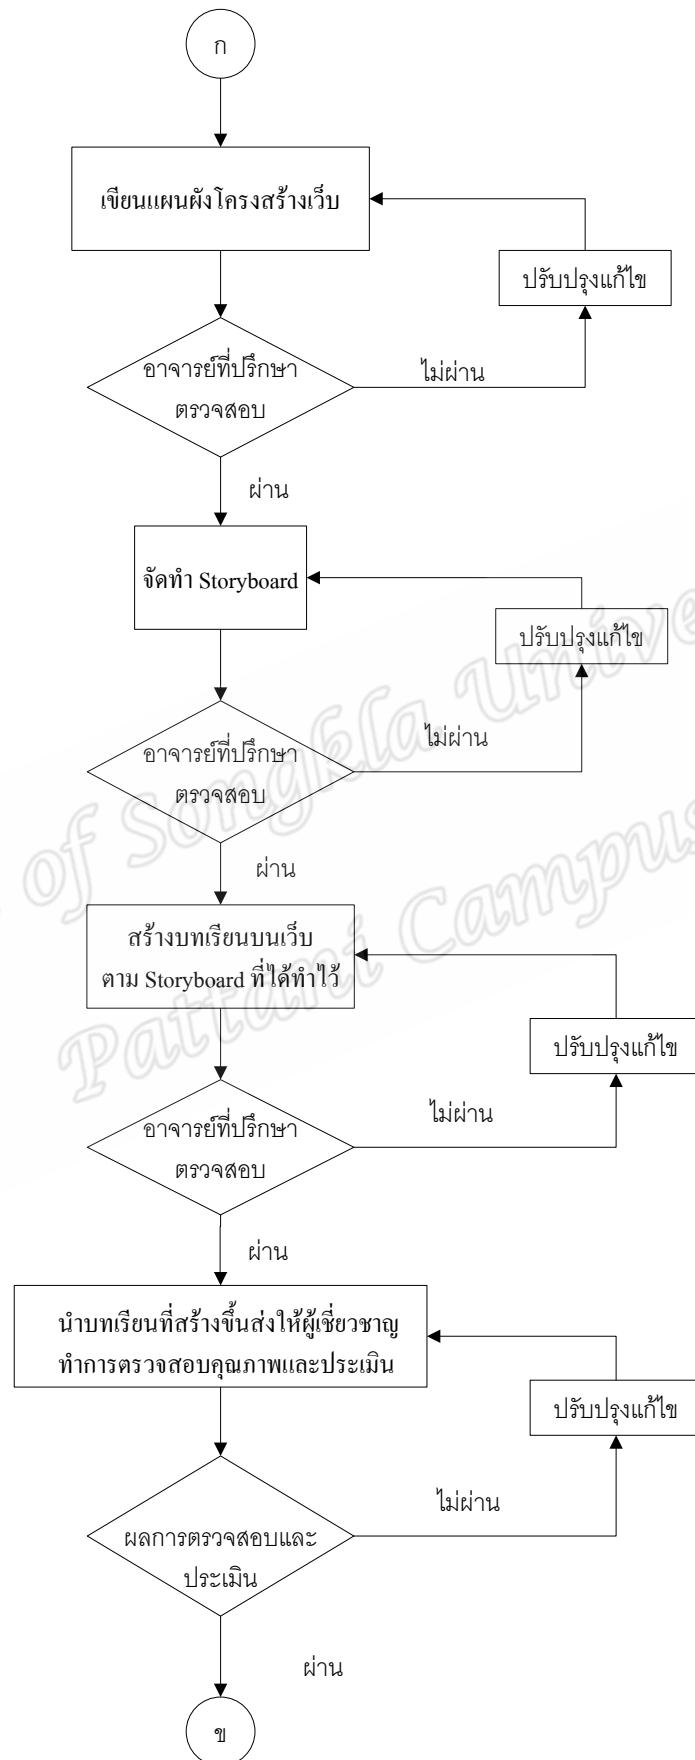 ก
เขียนแผนผังโครงสร้างเว็บ
ปรับปรุงแก้ไข
อาจารย์ที่ปรึกษา
ตรวจสอบ
ไม่ผ่าน
ผ่าน
จัดทำ Storyboard
ปรับปรุงแก้ไข
อาจารย์ที่ปรึกษา
ตรวจสอบ
ไม่ผ่าน
ผ่าน
สร้างบทเรียนบนเว็บ
ตาม Storyboard ที่ได้ทำไว้
ปรับปรุงแก้ไข
อาจารย์ที่ปรึกษา
ตรวจสอบ
ไม่ผ่าน
ผ่าน
นำบทเรียนที่สร้างขึ้นส่งให้ผู้เชี่ยวชาญ
ทำการตรวจสอบคุณภาพและประเมิน
ปรับปรุงแก้ไข
ผลการตรวจสอบและ
ประเมิน
ไม่ผ่าน
ผ่าน
ข
of Songkla
Pattani Campus